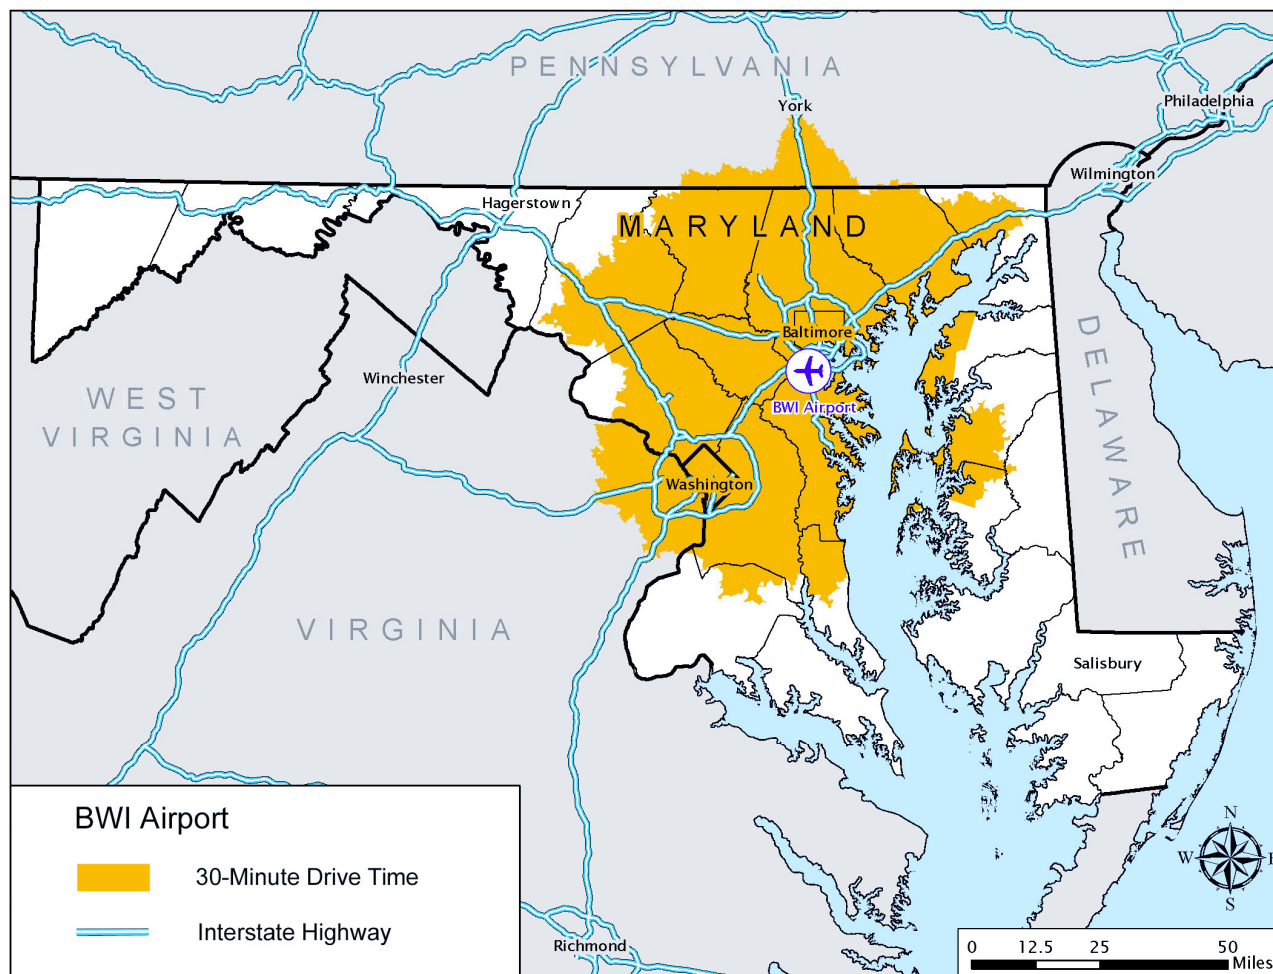 PENNSYLVANIA
York
Philadelphia
Wilmington
Hagerstown
MARYLAND
Baltimore
BWI Airport
Winchester
WEST
VIRGINIA
DELAWARE
Washington
VIRGINIA
Salisbury
Richmond
BWI Airport
30-Minute Drive Time
Interstate Highway
N
W
E
S
0 12.5 25 50
Miles